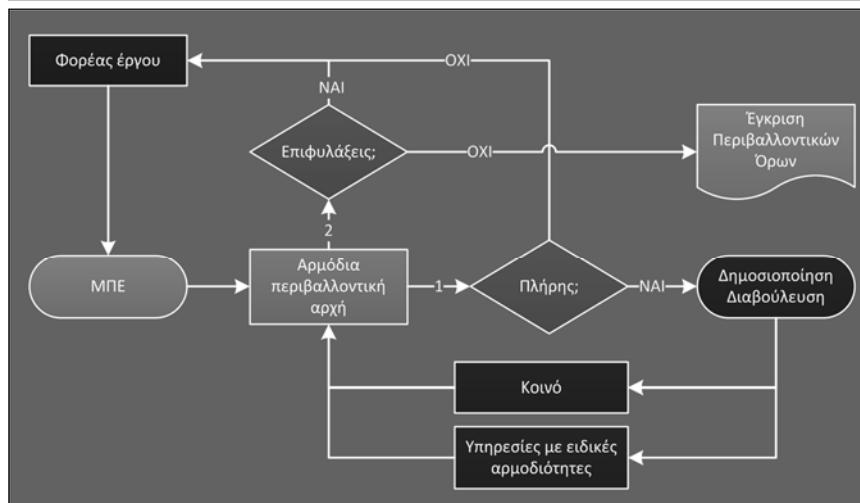 Φορέας έργου
ΟΧΙ
ΝΑΙ
Επιφυλάξεις;
ΟΧΙ
Έγκριση
Περιβαλλοντικών
Όρων
2
ΜΠΕ
Αρμόδια
περιβαλλοντική
αρχή
1
Πλήρης;
ΝΑΙ
Δημοσιοποίηση
Διαβούλευση
Κοινό
Υπηρεσίες με ειδικές
αρμοδιότητες